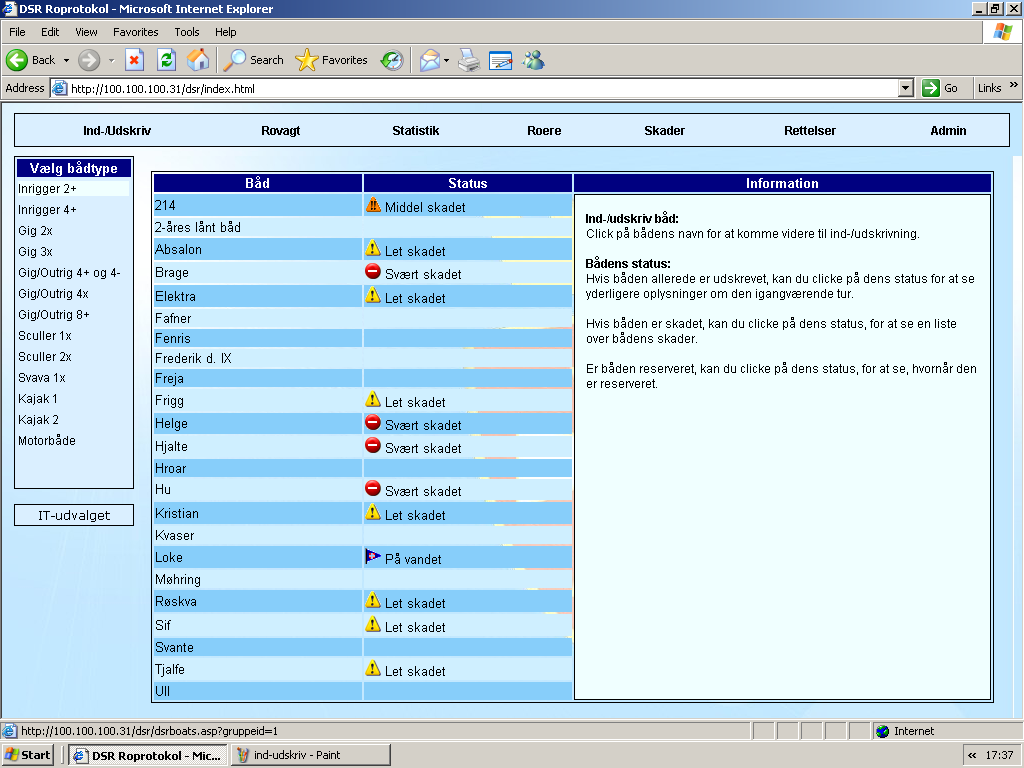 DSR Roprotokol - Microsoft Internet Explorer
File Edit View Favorites Tools Help
Back Search Favorites
Address http://100.100.100.31/dsr/index.html Go Links »
Ind-/Udskriv Rovagt Statistik Roere Skader Rettelser Admin
Vælg bådtype
Inrigger 2+
Inrigger 4+
Gig 2x
Gig 3x
Gig/Outrig 4+ og 4-
Gig/Outrig 4x
Gig/Outrig 8+
Sculler 1x
Sculler 2x
Svava 1x
Kajak 1
Kajak 2
Motorbåde
IT-udvalget
Båd Status Information
214 Middel skadet
2-åres lånt båd
Absalon Let skadet
Brage Svært skadet
Elektra Let skadet
Fafner
Fenris
Frederik d. IX
Freja
Frigg Let skadet
Helge Svært skadet
Hjalte Svært skadet
Hroar
Hu Svært skadet
Kristian Let skadet
Kvaser
Loke På vandet
Møhring
Røskva Let skadet
Sif Let skadet
Svante
Tjalfe Let skadet
Ull
Ind-/udskriv båd:
Click på bådens navn for at komme videre til ind-/udskrivning.
Bådens status:
Hvis båden allerede er udskrevet, kan du clicke på dens status for at se
yderligere oplysninger om den igangværende tur.
Hvis båden er skadet, kan du clicke på dens status, for at se en liste
over bådens skader.
Er båden reserveret, kan du clicke på dens status, for at se, hvornår den
er reserveret.
http://100.100.100.31/dsr/dsrboats.asp?gruppeid=1 Internet
Start DSR Roprotokol - Mic... ind-udskriv - Paint « 17:37